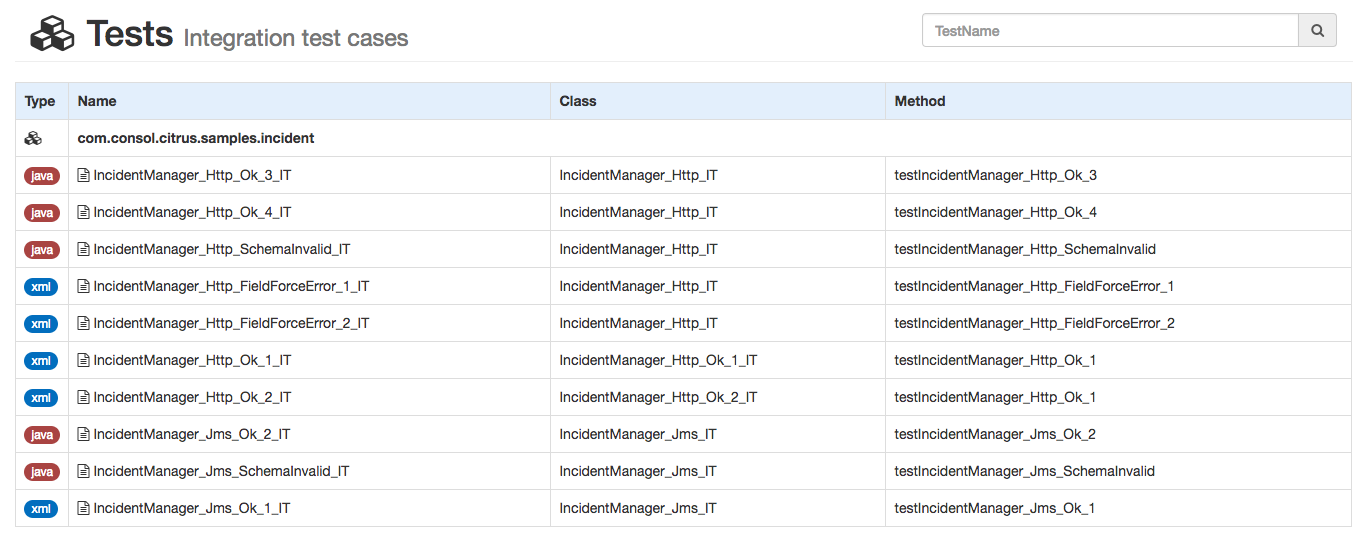 Tests Integration test cases
TestName
Type Name Class Method
com.consol.citrus.samples.incident
java IncidentManager_Http_Ok_3_IT IncidentManager_Http_IT testIncidentManager_Http_Ok_3
java IncidentManager_Http_Ok_4_IT IncidentManager_Http_IT testIncidentManager_Http_Ok_4
java IncidentManager_Http_SchemaInvalid_IT IncidentManager_Http_IT testIncidentManager_Http_SchemaInvalid
xml IncidentManager_Http_FieldForceError_1_IT IncidentManager_Http_IT testIncidentManager_Http_FieldForceError_1
xml IncidentManager_Http_FieldForceError_2_IT IncidentManager_Http_IT testIncidentManager_Http_FieldForceError_2
xml IncidentManager_Http_Ok_1_IT IncidentManager_Http_Ok_1_IT testIncidentManager_Http_Ok_1
xml IncidentManager_Http_Ok_2_IT IncidentManager_Http_Ok_2_IT testIncidentManager_Http_Ok_1
java IncidentManager_Jms_Ok_2_IT IncidentManager_Jms_IT testIncidentManager_Jms_Ok_2
java IncidentManager_Jms_SchemaInvalid_IT IncidentManager_Jms_IT testIncidentManager_Jms_SchemaInvalid
xml IncidentManager_Jms_Ok_1_IT IncidentManager_Jms_IT testIncidentManager_Jms_Ok_1